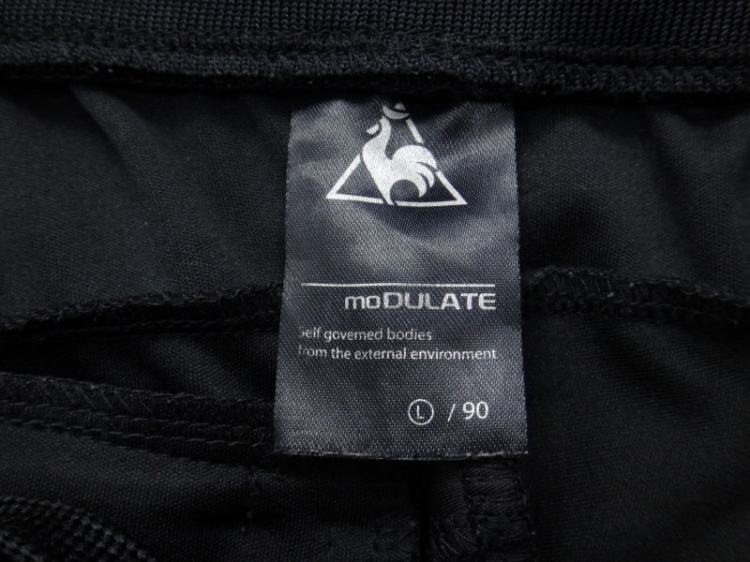 moDULATE
self governed bodies
from the external environment
Ⓛ / 90